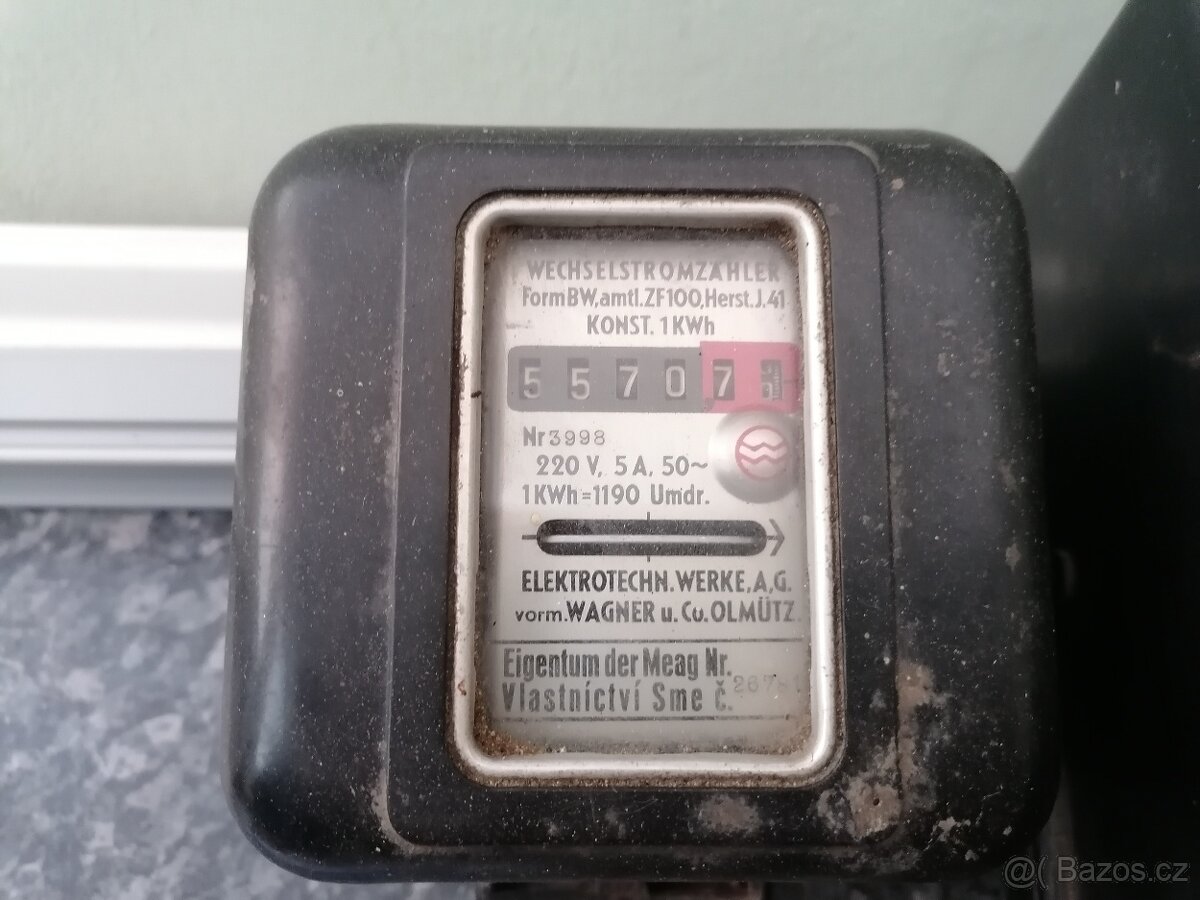 WECHSELSTROMZÄHLER
Form BW, amtl. ZF100, Herst. J. 41
KONST. 1 KWh
5 5 7 0 7
Nr 3998
220 V, 5 A, 50~
1 KWh = 1190 Umdr.
ELEKTROTECHN. WERKE, A, G.
vorm. WAGNER u. Co. OLMÜTZ
Eigentum der Meag Nr.
Vlastníctví Sme č.
@( Bazos.cz